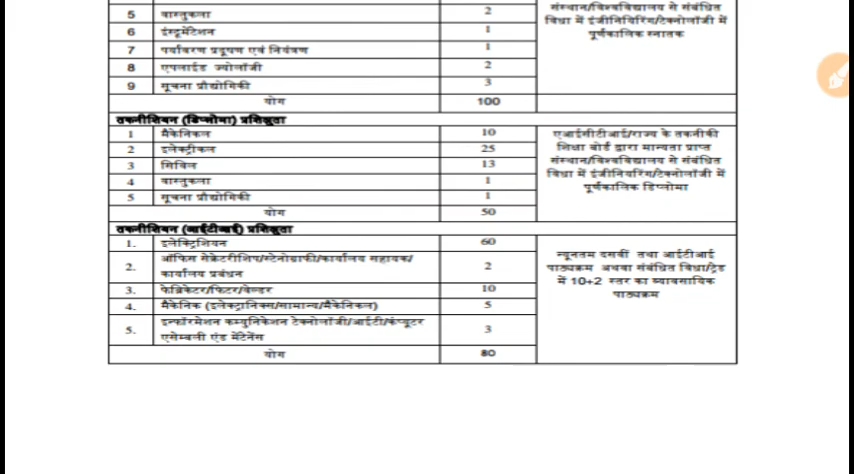 संस्थान/विश्वविद्यालय से संबंधित
5 वास्तुकला 2
विधा में इंजीनियिरिंग/टेक्नोलॉजी में
6 इंस्ट्रूमेंटेशन 1
पूर्णकालिक स्नातक
7 पर्यावरण प्रदूषण एवं नियंत्रण 1
8 एपलाईड ज्योलॉजी 2
9 सूचना प्रौद्योगिकी 3
योग 100
तकनीशियन (डिप्लोमा) प्रशिक्षुता
1 मैकेनिकल 10
2 इलेक्ट्रीकल 25
3 सिविल 13
4 वास्तुकला 1
5 सूचना प्रौद्योगिकी 1
एआईसीटीआई/राज्य के तकनीकी
शिक्षा बोर्ड द्वारा मान्यता प्राप्त
संस्थान/विश्वविद्यालय से संबंधित
विधा में इंजीनियरिंग/टेक्नोलॉजी में
पूर्णकालिक डिप्लोमा
योग 50
तकनीशियन (आईटीआई) प्रशिक्षुता
1. इलेक्ट्रिशियन 60
2. ऑफिस सेक्रेटरीशिप/स्टेनोग्राफी/कार्यालय सहायक/ 2
कार्यालय प्रबंधन
3. फेब्रिकेटर/फिटर/वेल्डर 10
4. मैकेनिक (इलेक्ट्रानिक्स/सामान्य/मैकेनिकल) 5
5. इन्फॉरमेशन कम्युनिकेशन टेक्नोलॉजी/आईटी/कंप्यूटर 3
एसेम्बली एंड मेंटेनेंस
न्यूनतम दसवीं तथा आईटीआई
पाठ्यक्रम अथवा संबंधित विधा/ट्रेड
में 10+2 स्तर का व्यावसायिक
पाठ्यक्रम
योग 80